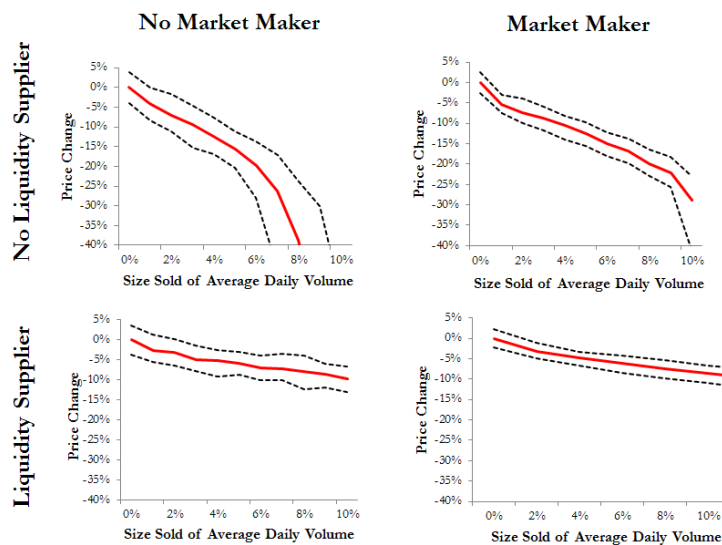 No Market Maker
Market Maker
No Liquidity Supplier
5%
0%
-5%
-10%
-15%
-20%
-25%
-30%
-35%
-40%
Price Change
0% 2% 4% 6% 8% 10%
Size Sold of Average Daily Volume
5%
0%
-5%
-10%
-15%
-20%
-25%
-30%
-35%
-40%
Price Change
0% 2% 4% 6% 8% 10%
Size Sold of Average Daily Volume
Liquidity Supplier
5%
0%
-5%
-10%
-15%
-20%
-25%
-30%
-35%
-40%
Price Change
0% 2% 4% 6% 8% 10%
Size Sold of Average Daily Volume
5%
0%
-5%
-10%
-15%
-20%
-25%
-30%
-35%
-40%
Price Change
0% 2% 4% 6% 8% 10%
Size Sold of Average Daily Volume